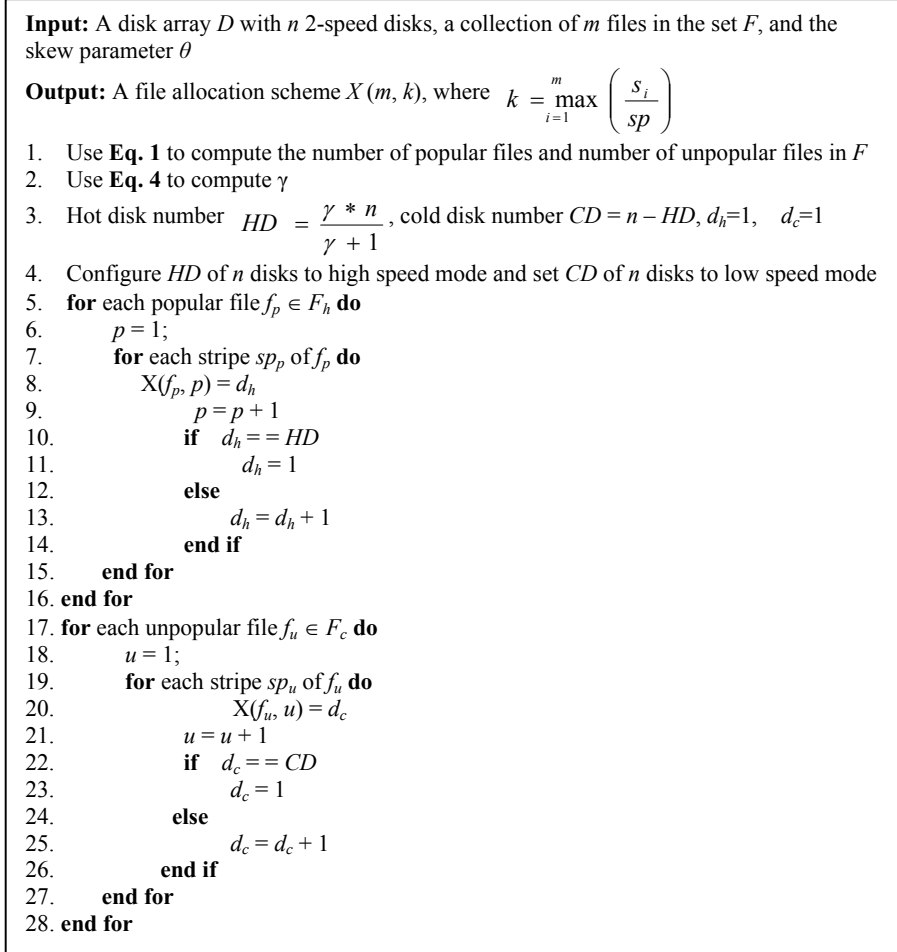 Input: A disk array D with n 2-speed disks, a collection of m files in the set F, and the
skew parameter θ
Output: A file allocation scheme X (m, k), where k = max_{i=1}^{m} ( s_i / sp )
1. Use Eq. 1 to compute the number of popular files and number of unpopular files in F
2. Use Eq. 4 to compute γ
3. Hot disk number HD = (γ * n) / (γ + 1), cold disk number CD = n – HD, d_h=1, d_c=1
4. Configure HD of n disks to high speed mode and set CD of n disks to low speed mode
5. for each popular file f_p ∈ F_h do
6. p = 1;
7. for each stripe sp_p of f_p do
8. X(f_p, p) = d_h
9. p = p + 1
10. if d_h = = HD
11. d_h = 1
12. else
13. d_h = d_h + 1
14. end if
15. end for
16. end for
17. for each unpopular file f_u ∈ F_c do
18. u = 1;
19. for each stripe sp_u of f_u do
20. X(f_u, u) = d_c
21. u = u + 1
22. if d_c = = CD
23. d_c = 1
24. else
25. d_c = d_c + 1
26. end if
27. end for
28. end for